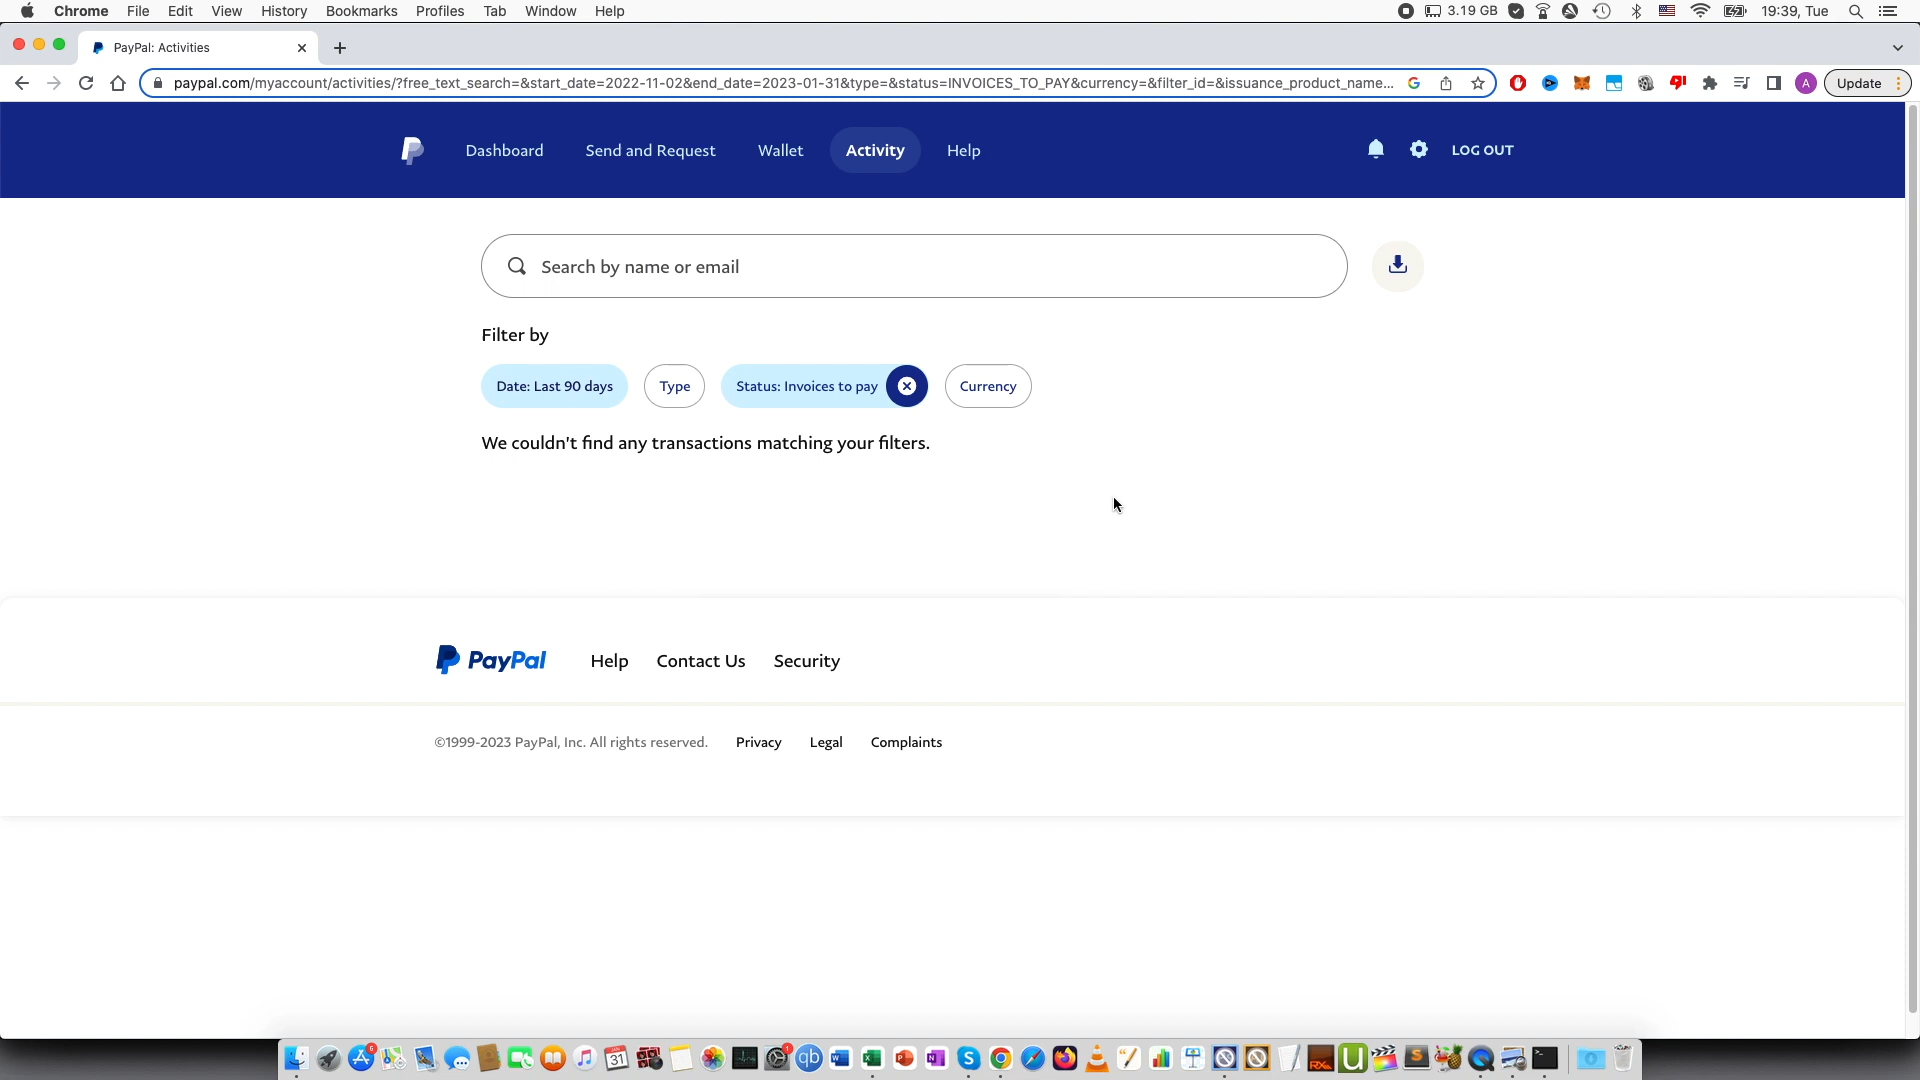 Chrome File Edit View History Bookmarks Profiles Tab Window Help 3.19 GB 19:39, Tue
PayPal: Activities
paypal.com/myaccount/activities/?free_text_search=&start_date=2022-11-02&end_date=2023-01-31&type=&status=INVOICES_TO_PAY&currency=&filter_id=&issuance_product_name... A Update
Dashboard Send and Request Wallet Activity Help LOG OUT
Search by name or email
Filter by
Date: Last 90 days Type Status: Invoices to pay Currency
We couldn't find any transactions matching your filters.
PayPal Help Contact Us Security
©1999-2023 PayPal, Inc. All rights reserved. Privacy Legal Complaints